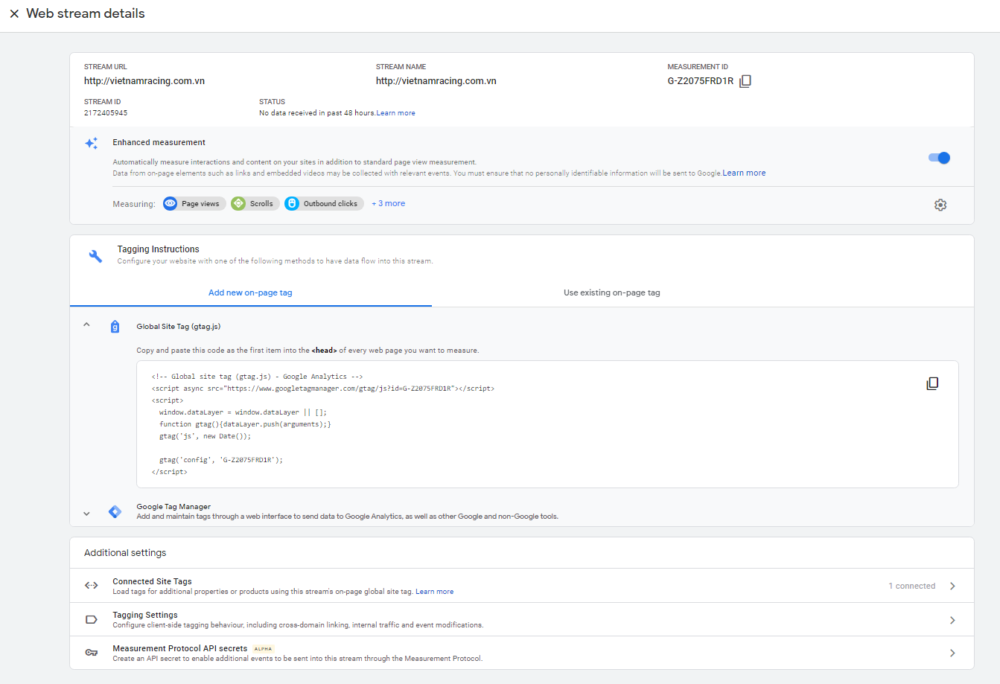 Web stream details
STREAM URL
http://vietnamracing.com.vn
STREAM NAME
http://vietnamracing.com.vn
MEASUREMENT ID
G-Z2075FRD1R
STREAM ID
2172405945
STATUS
No data received in past 48 hours.Learn more
Enhanced measurement
Automatically measure interactions and content on your sites in addition to standard page view measurement.
Data from on-page elements such as links and embedded videos may be collected with relevant events. You must ensure that no personally identifiable information will be sent to Google.Learn more
Measuring: Page views Scrolls Outbound clicks + 3 more
Tagging Instructions
Configure your website with one of the following methods to have data flow into this stream.
Add new on-page tag Use existing on-page tag
g
Global Site Tag (gtag.js)
Copy and paste this code as the first item into the <head> of every web page you want to measure.
<!-- Global site tag (gtag.js) - Google Analytics -->
<script async src="https://www.googletagmanager.com/gtag/js?id=G-Z2075FRD1R"></script>
<script>
  window.dataLayer = window.dataLayer || [];
  function gtag(){dataLayer.push(arguments);}
  gtag('js', new Date());
  gtag('config', 'G-Z2075FRD1R');
</script>
Google Tag Manager
Add and maintain tags through a web interface to send data to Google Analytics, as well as other Google and non-Google tools.
Additional settings
Connected Site Tags
Load tags for additional properties or products using this stream's on-page global site tag. Learn more
1 connected
Tagging Settings
Configure client-side tagging behaviour, including cross-domain linking, internal traffic and event modifications.
Measurement Protocol API secrets ALPHA
Create an API secret to enable additional events to be sent into this stream through the Measurement Protocol.